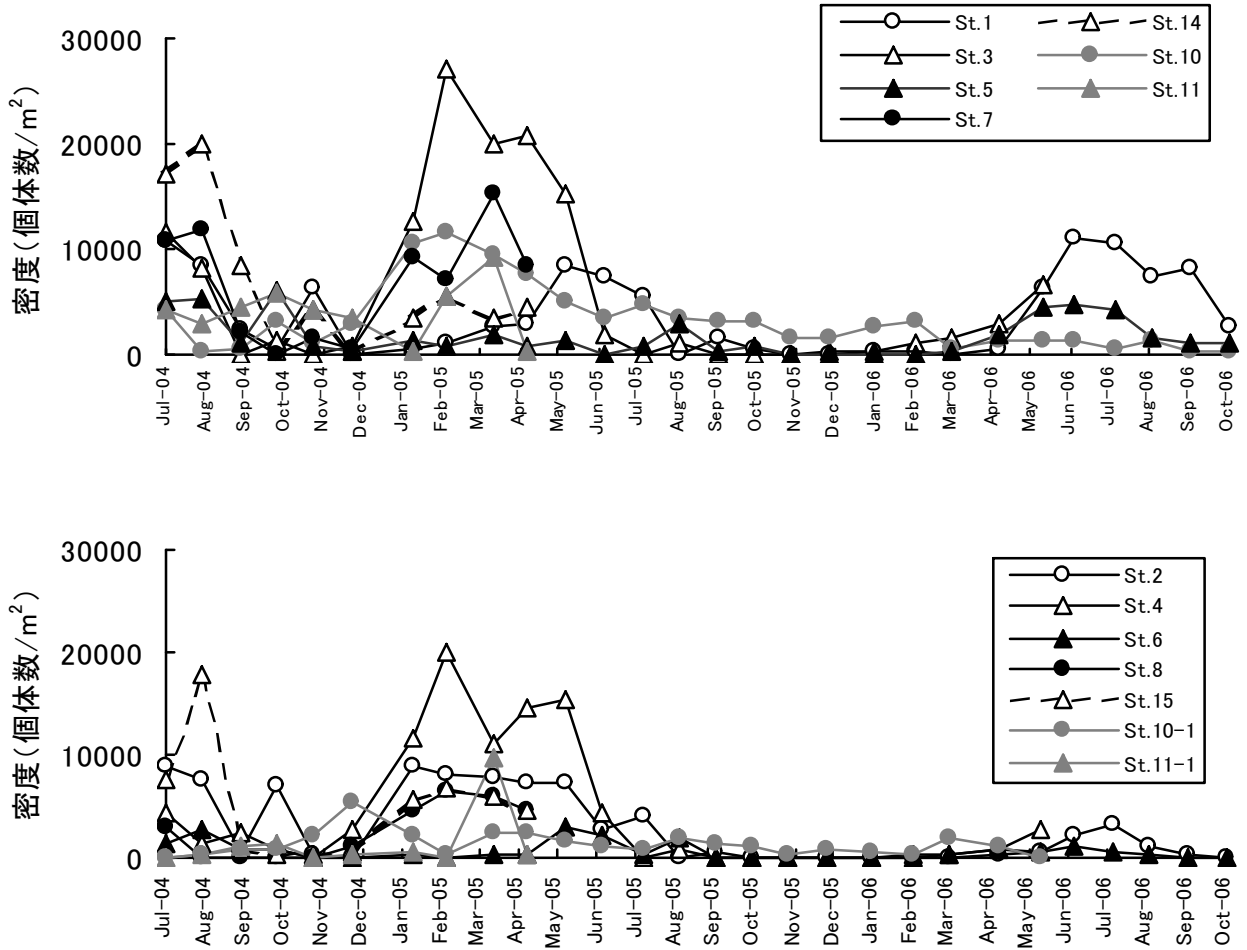 密度(個体数/m²)
30000
20000
10000
0
St.1
St.14
St.3
St.10
St.5
St.11
St.7
Jul-04
Aug-04
Sep-04
Oct-04
Nov-04
Dec-04
Jan-05
Feb-05
Mar-05
Apr-05
May-05
Jun-05
Jul-05
Aug-05
Sep-05
Oct-05
Nov-05
Dec-05
Jan-06
Feb-06
Mar-06
Apr-06
May-06
Jun-06
Jul-06
Aug-06
Sep-06
Oct-06
密度(個体数/m²)
30000
20000
10000
0
St.2
St.4
St.6
St.8
St.15
St.10-1
St.11-1
Jul-04
Aug-04
Sep-04
Oct-04
Nov-04
Dec-04
Jan-05
Feb-05
Mar-05
Apr-05
May-05
Jun-05
Jul-05
Aug-05
Sep-05
Oct-05
Nov-05
Dec-05
Jan-06
Feb-06
Mar-06
Apr-06
May-06
Jun-06
Jul-06
Aug-06
Sep-06
Oct-06